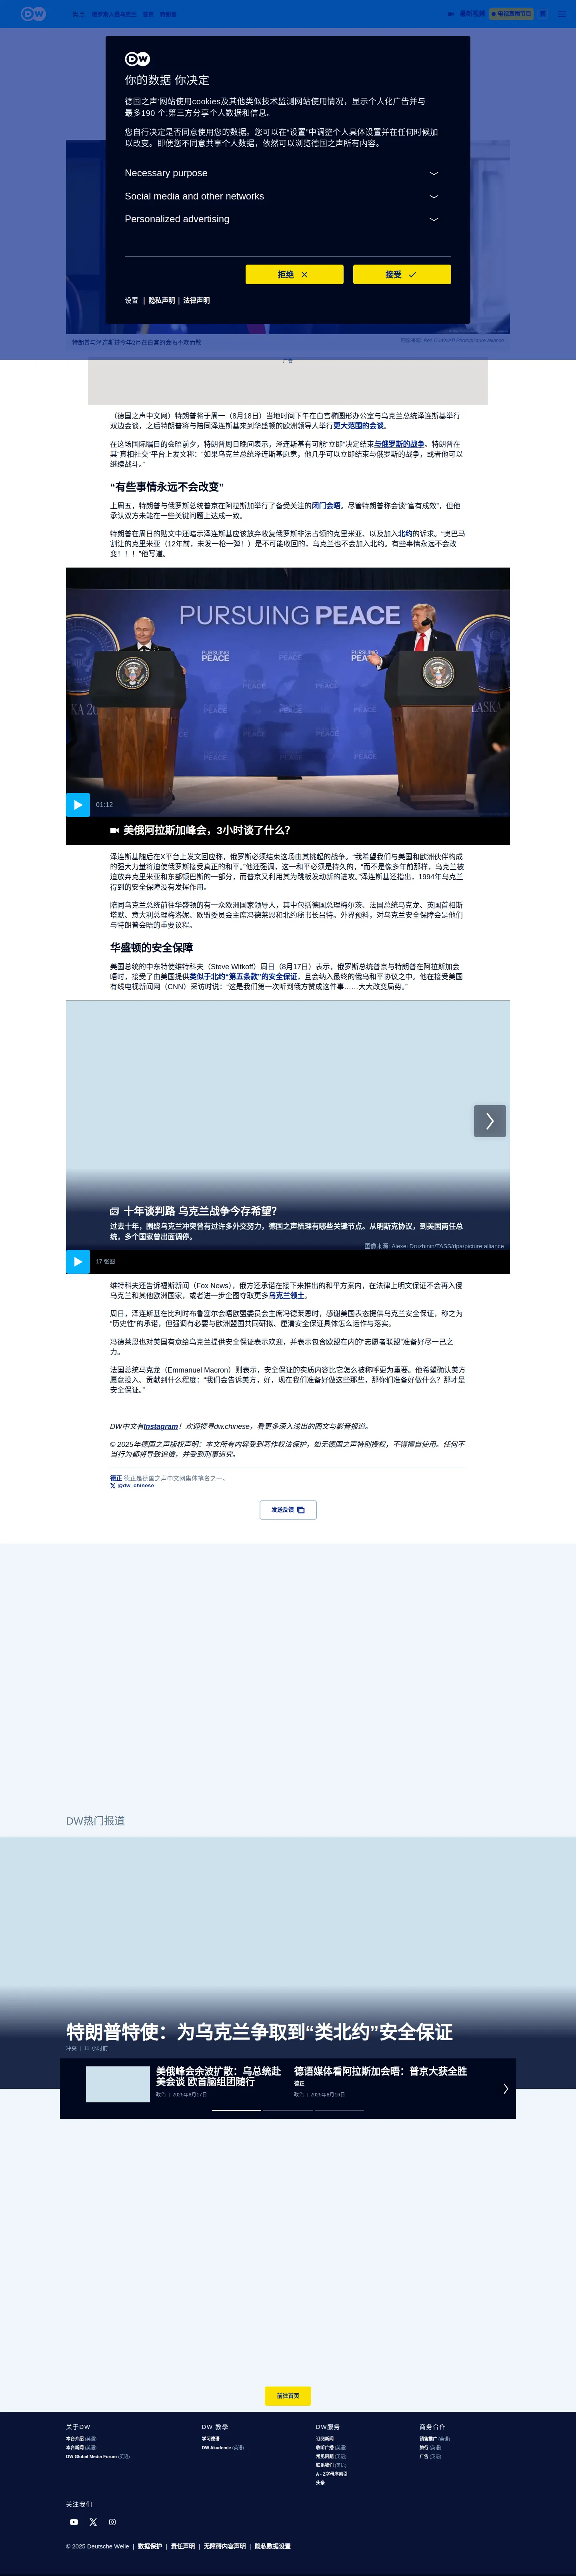 DW
你的数据 你决定
德国之声'网站使用cookies及其他类似技术监测网站使用情况，显示个人化广告并与
最多190 个;第三方分享个人数据和信息。
您自行决定是否同意使用您的数据。您可以在“设置”中调整个人具体设置并在任何时候加
以改变。即便您不同意共享个人数据，依然可以浏览德国之声所有内容。
Necessary purpose
Social media and other networks
Personalized advertising
拒绝
接受
设置 | 隐私声明 | 法律声明
特朗普与泽连斯基今年2月在白宫的会晤不欢而散
广告
（德国之声中文网）特朗普将于周一（8月18日）当地时间下午在白宫椭圆形办公室与乌克兰总统泽连斯基举行
双边会谈，之后特朗普将与陪同泽连斯基来到华盛顿的欧洲领导人举行更大范围的会谈。
在这场国际瞩目的会晤前夕，特朗普周日晚间表示，泽连斯基有可能“立即”决定结束与俄罗斯的战争。特朗普在
其“真相社交”平台上发文称：“如果乌克兰总统泽连斯基愿意，他几乎可以立即结束与俄罗斯的战争，或者他可以
继续战斗。”
“有些事情永远不会改变”
上周五，特朗普与俄罗斯总统普京在阿拉斯加举行了备受关注的闭门会晤。尽管特朗普称会谈“富有成效”，但他
承认双方未能在一些关键问题上达成一致。
特朗普在周日的贴文中还暗示泽连斯基应该放弃收复俄罗斯非法占领的克里米亚、以及加入北约的诉求。“奥巴马
割让的克里米亚（12年前，未发一枪一弹！）是不可能收回的，乌克兰也不会加入北约。有些事情永远不会改
变！！！”他写道。
PURSUING PEACE
PURSUING
PEACE
01:12
美俄阿拉斯加峰会，3小时谈了什么？
泽连斯基随后在X平台上发文回应称，俄罗斯必须结束这场由其挑起的战争。“我希望我们与美国和欧洲伙伴构成
的强大力量将迫使俄罗斯接受真正的和平。”他还强调，这一和平必须是持久的，“而不是像多年前那样，乌克兰被
迫放弃克里米亚和东部顿巴斯的一部分，而普京又利用其为跳板发动新的进攻。”泽连斯基还指出，1994年乌克兰
得到的安全保障没有发挥作用。
陪同乌克兰总统前往华盛顿的有一众欧洲国家领导人，其中包括德国总理梅尔茨、法国总统马克龙、英国首相斯
塔默、意大利总理梅洛妮、欧盟委员会主席冯德莱恩和北约秘书长吕特。外界预料，对乌克兰安全保障会是他们
与特朗普会晤的重要议程。
华盛顿的安全保障
美国总统的中东特使维特科夫（Steve Witkoff）周日（8月17日）表示，俄罗斯总统普京与特朗普在阿拉斯加会
晤时，接受了由美国提供类似于北约“第五条款”的安全保证，且会纳入最终的俄乌和平协议之中。他在接受美国
有线电视新闻网（CNN）采访时说：“这是我们第一次听到俄方赞成这件事……大大改变局势。”
十年谈判路 乌克兰战争今存希望？
过去十年，围绕乌克兰冲突曾有过许多外交努力，德国之声梳理有哪些关键节点。从明斯克协议，到美国两任总
统，多个国家曾出面调停。
图像来源: Alexei Druzhinin/TASS/dpa/picture alliance
17 张图
维特科夫还告诉福斯新闻（Fox News），俄方还承诺在接下来推出的和平方案内，在法律上明文保证不会再入侵
乌克兰和其他欧洲国家，或者进一步企图夺取更多乌克兰领土。
周日，泽连斯基在比利时布鲁塞尔会晤欧盟委员会主席冯德莱恩时，感谢美国表态提供乌克兰安全保证，称之为
“历史性”的承诺，但强调有必要与欧洲盟国共同研拟、厘清安全保证具体怎么运作与落实。
冯德莱恩也对美国有意给乌克兰提供安全保证表示欢迎，并表示包含欧盟在内的“志愿者联盟”准备好尽一己之
力。
法国总统马克龙（Emmanuel Macron）则表示，安全保证的实质内容比它怎么被称呼更为重要。他希望确认美方
愿意投入、贡献到什么程度：“我们会告诉美方，好，现在我们准备好做这些那些，那你们准备好做什么？那才是
安全保证。”
DW中文有Instagram！欢迎搜寻dw.chinese，看更多深入浅出的图文与影音报道。
© 2025年德国之声版权声明：本文所有内容受到著作权法保护，如无德国之声特别授权，不得擅自使用。任何不
当行为都将导致追偿，并受到刑事追究。
德正 德正是德国之声中文网集体笔名之一。
@dw_chinese
发送反馈
DW热门报道
特朗普特使：为乌克兰争取到“类北约”安全保证
冲突 | 11 小时前
美俄峰会余波扩散：乌总统赴
美会谈 欧首脑组团随行
政治 | 2025年8月17日
德语媒体看阿拉斯加会晤：普京大获全胜
德正
政治 | 2025年8月16日
前往首页
关于DW
本台介绍 (英语)
本台新闻 (英语)
DW Global Media Forum (英语)
DW 教學
学习德语
DW Akademie (英语)
DW服务
订阅新闻
收听广播 (英语)
常见问题 (英语)
联系我们 (英语)
A - Z字母序索引
头条
商务合作
销售推广 (英语)
旅行 (英语)
广告 (英语)
关注我们
© 2025 Deutsche Welle | 数据保护 | 责任声明 | 无障碍内容声明 | 隐私数据设置